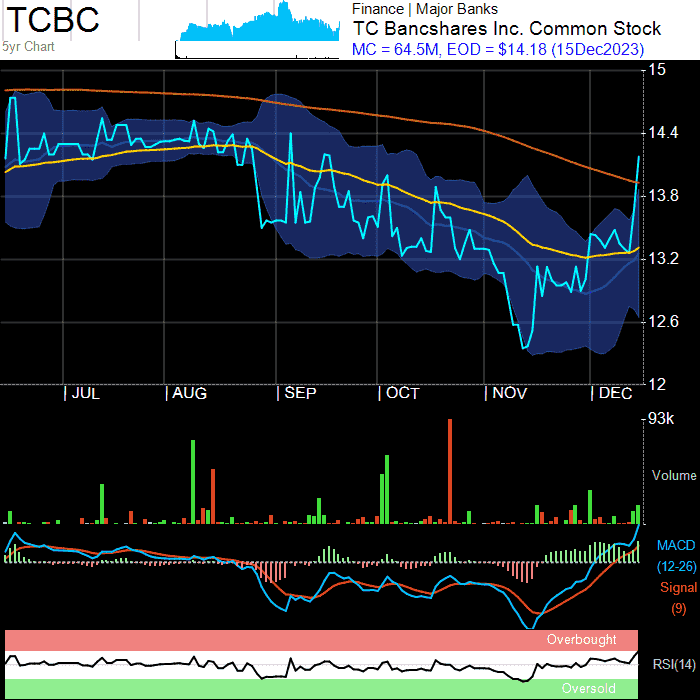 TCBC
5yr Chart
Finance | Major Banks
TC Bancshares Inc. Common Stock
MC = 64.5M, EOD = $14.18 (15Dec2023)
15
14.4
13.8
13.2
12.6
12
| JUL
| AUG
| SEP
| OCT
| NOV
| DEC
93k
Volume
MACD
(12-26)
Signal
(9)
Overbought
RSI(14)
Oversold